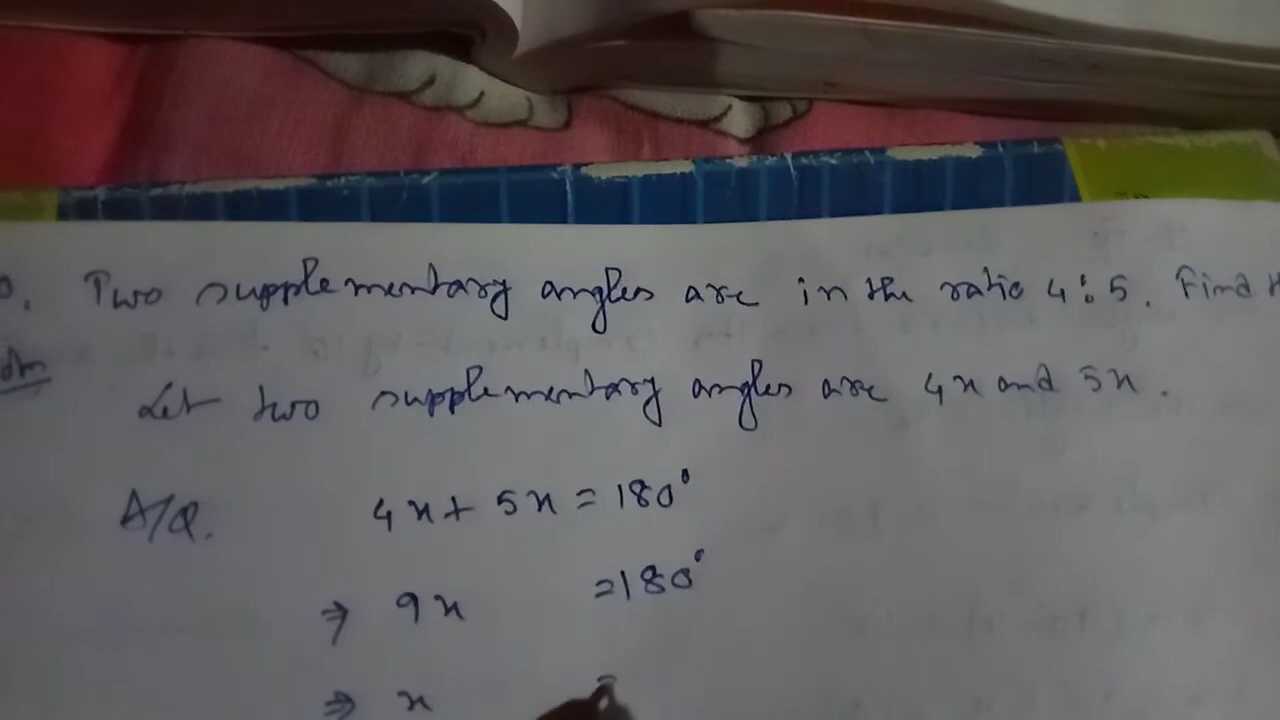 Two supplementary angles are in the ratio 4:5. Find
Let two supplementary angles are 4x and 5x.
A/Q. 4x + 5x = 180°
⇒ 9x = 180°
⇒ x =